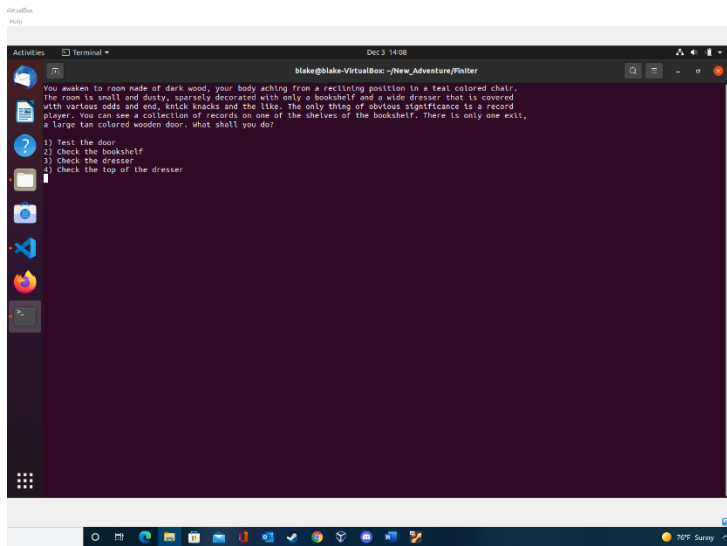 VirtualBox
Help
Activities Terminal Dec 3 14:08
blake@blake-VirtualBox: ~/New_Adventure/FinIter
You awaken to room made of dark wood, your body aching from a reclining position in a teal colored chair.
The room is small and dusty, sparsely decorated with only a bookshelf and a wide dresser that is covered
with various odds and end, knick knacks and the like. The only thing of obvious significance is a record
player. You can see a collection of records on one of the shelves of the bookshelf. There is only one exit,
a large tan colored wooden door. What shall you do?
1) Test the door
2) Check the bookshelf
3) Check the dresser
4) Check the top of the dresser
76°F Sunny